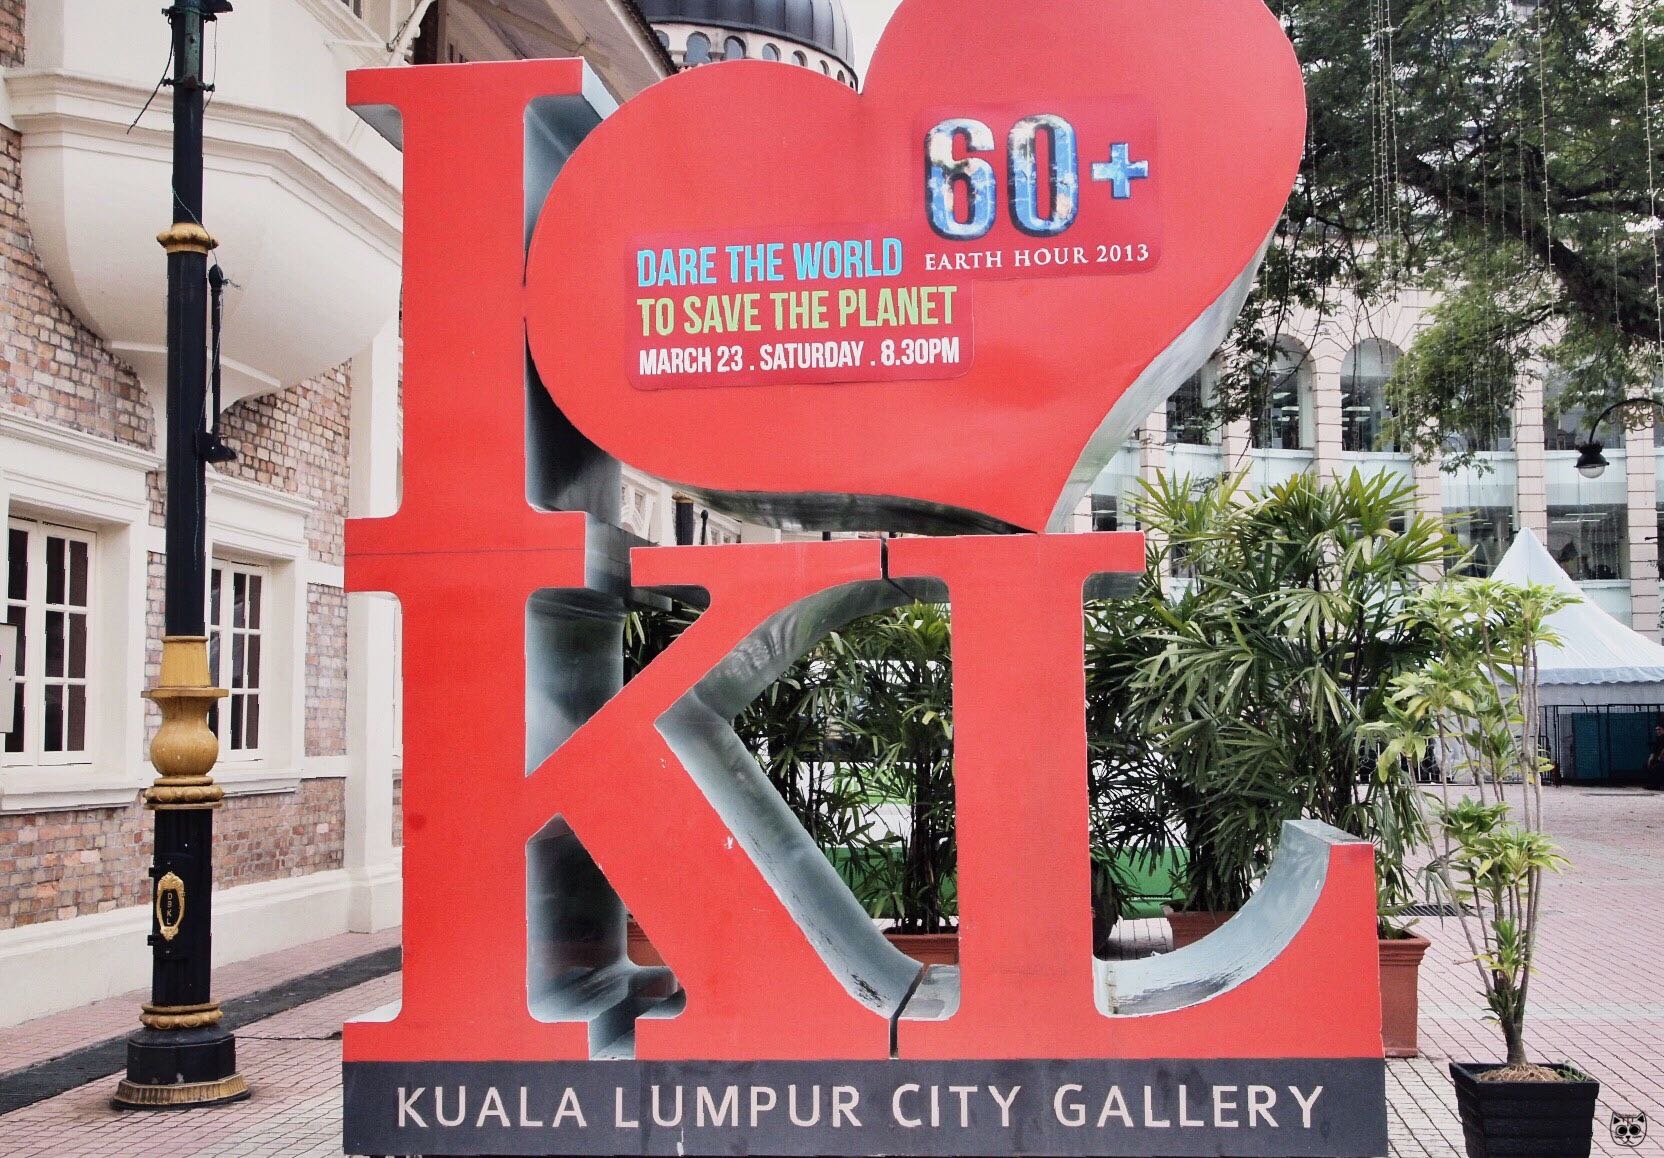 I
60+
EARTH HOUR 2013
DARE THE WORLD
TO SAVE THE PLANET
MARCH 23 . SATURDAY . 8.30PM
KL
KUALA LUMPUR CITY GALLERY
DBKL